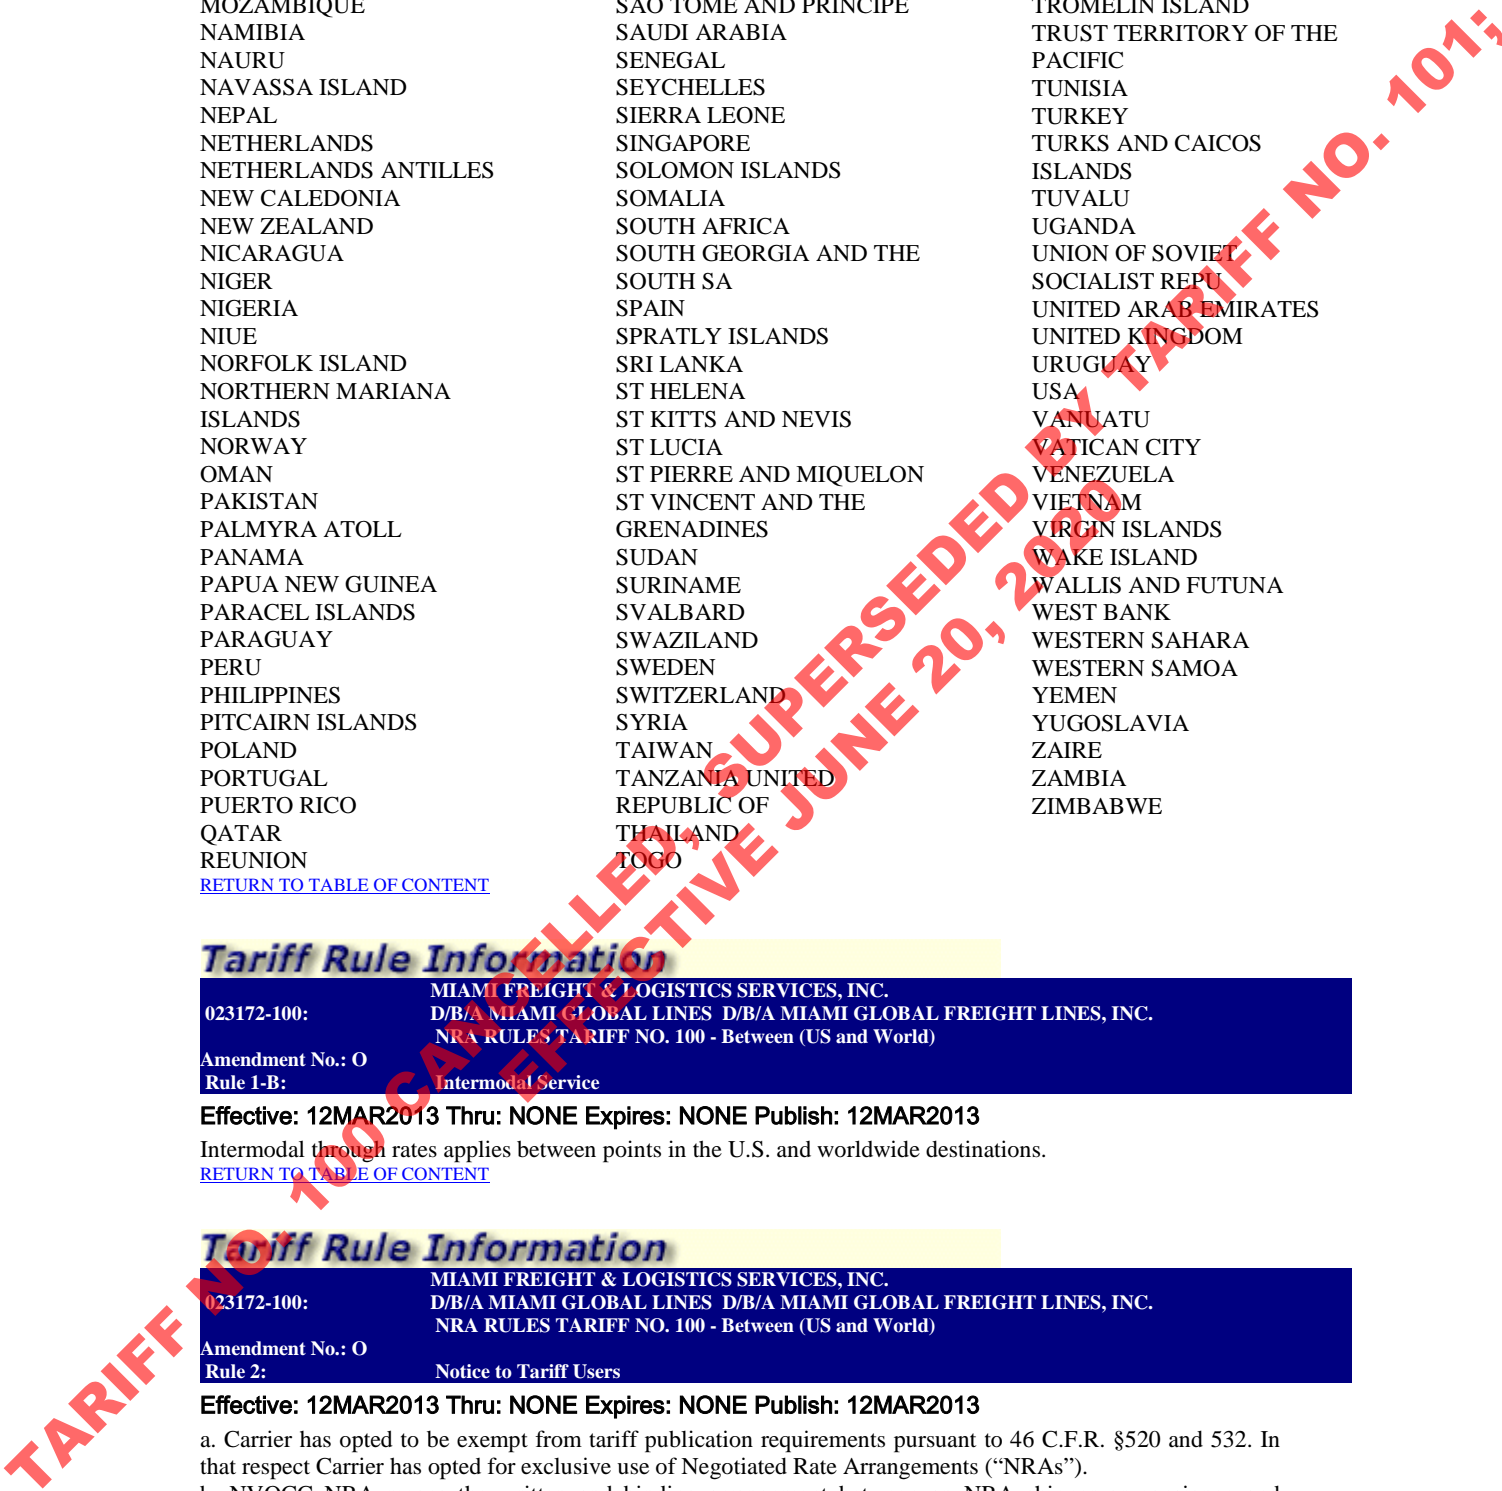 MOZAMBIQUE
NAMIBIA
NAURU
NAVASSA ISLAND
NEPAL
NETHERLANDS
NETHERLANDS ANTILLES
NEW CALEDONIA
NEW ZEALAND
NICARAGUA
NIGER
NIGERIA
NIUE
NORFOLK ISLAND
NORTHERN MARIANA
ISLANDS
NORWAY
OMAN
PAKISTAN
PALMYRA ATOLL
PANAMA
PAPUA NEW GUINEA
PARACEL ISLANDS
PARAGUAY
PERU
PHILIPPINES
PITCAIRN ISLANDS
POLAND
PORTUGAL
PUERTO RICO
QATAR
REUNION
SAO TOME AND PRINCIPE
SAUDI ARABIA
SENEGAL
SEYCHELLES
SIERRA LEONE
SINGAPORE
SOLOMON ISLANDS
SOMALIA
SOUTH AFRICA
SOUTH GEORGIA AND THE
SOUTH SA
SPAIN
SPRATLY ISLANDS
SRI LANKA
ST HELENA
ST KITTS AND NEVIS
ST LUCIA
ST PIERRE AND MIQUELON
ST VINCENT AND THE
GRENADINES
SUDAN
SURINAME
SVALBARD
SWAZILAND
SWEDEN
SWITZERLAND
SYRIA
TAIWAN
TANZANIA UNITED
REPUBLIC OF
THAILAND
TOGO
TROMELIN ISLAND
TRUST TERRITORY OF THE
PACIFIC
TUNISIA
TURKEY
TURKS AND CAICOS
ISLANDS
TUVALU
UGANDA
UNION OF SOVIET
SOCIALIST REPU
UNITED ARAB EMIRATES
UNITED KINGDOM
URUGUAY
USA
VANUATU
VATICAN CITY
VENEZUELA
VIETNAM
VIRGIN ISLANDS
WAKE ISLAND
WALLIS AND FUTUNA
WEST BANK
WESTERN SAHARA
WESTERN SAMOA
YEMEN
YUGOSLAVIA
ZAIRE
ZAMBIA
ZIMBABWE
RETURN TO TABLE OF CONTENT
Tariff Rule Information
MIAMI FREIGHT & LOGISTICS SERVICES, INC.
023172-100: D/B/A MIAMI GLOBAL LINES D/B/A MIAMI GLOBAL FREIGHT LINES, INC.
NRA RULES TARIFF NO. 100 - Between (US and World)
Amendment No.: O
Rule 1-B: Intermodal Service
Effective: 12MAR2013 Thru: NONE Expires: NONE Publish: 12MAR2013
Intermodal through rates applies between points in the U.S. and worldwide destinations.
RETURN TO TABLE OF CONTENT
Tariff Rule Information
MIAMI FREIGHT & LOGISTICS SERVICES, INC.
023172-100: D/B/A MIAMI GLOBAL LINES D/B/A MIAMI GLOBAL FREIGHT LINES, INC.
NRA RULES TARIFF NO. 100 - Between (US and World)
Amendment No.: O
Rule 2: Notice to Tariff Users
Effective: 12MAR2013 Thru: NONE Expires: NONE Publish: 12MAR2013
a. Carrier has opted to be exempt from tariff publication requirements pursuant to 46 C.F.R. §520 and 532. In
that respect Carrier has opted for exclusive use of Negotiated Rate Arrangements (“NRAs”).
TARIFF NO. 100 CANCELLED, SUPERSEDED BY TARIFF NO. 101;
EFFECTIVE JUNE 20, 2020